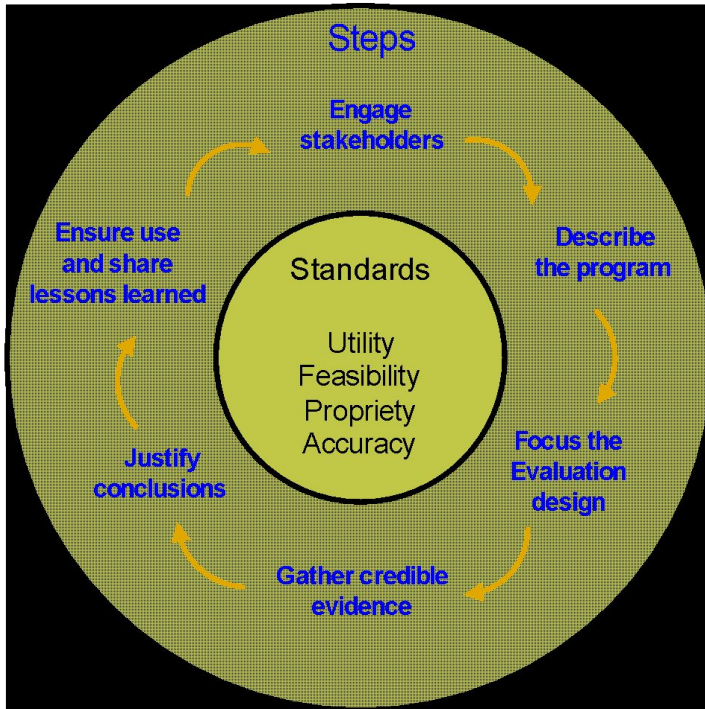 Steps
Engage
stakeholders
Describe
the program
Focus the
Evaluation
design
Gather credible
evidence
Justify
conclusions
Ensure use
and share
lessons learned
Standards
Utility
Feasibility
Propriety
Accuracy